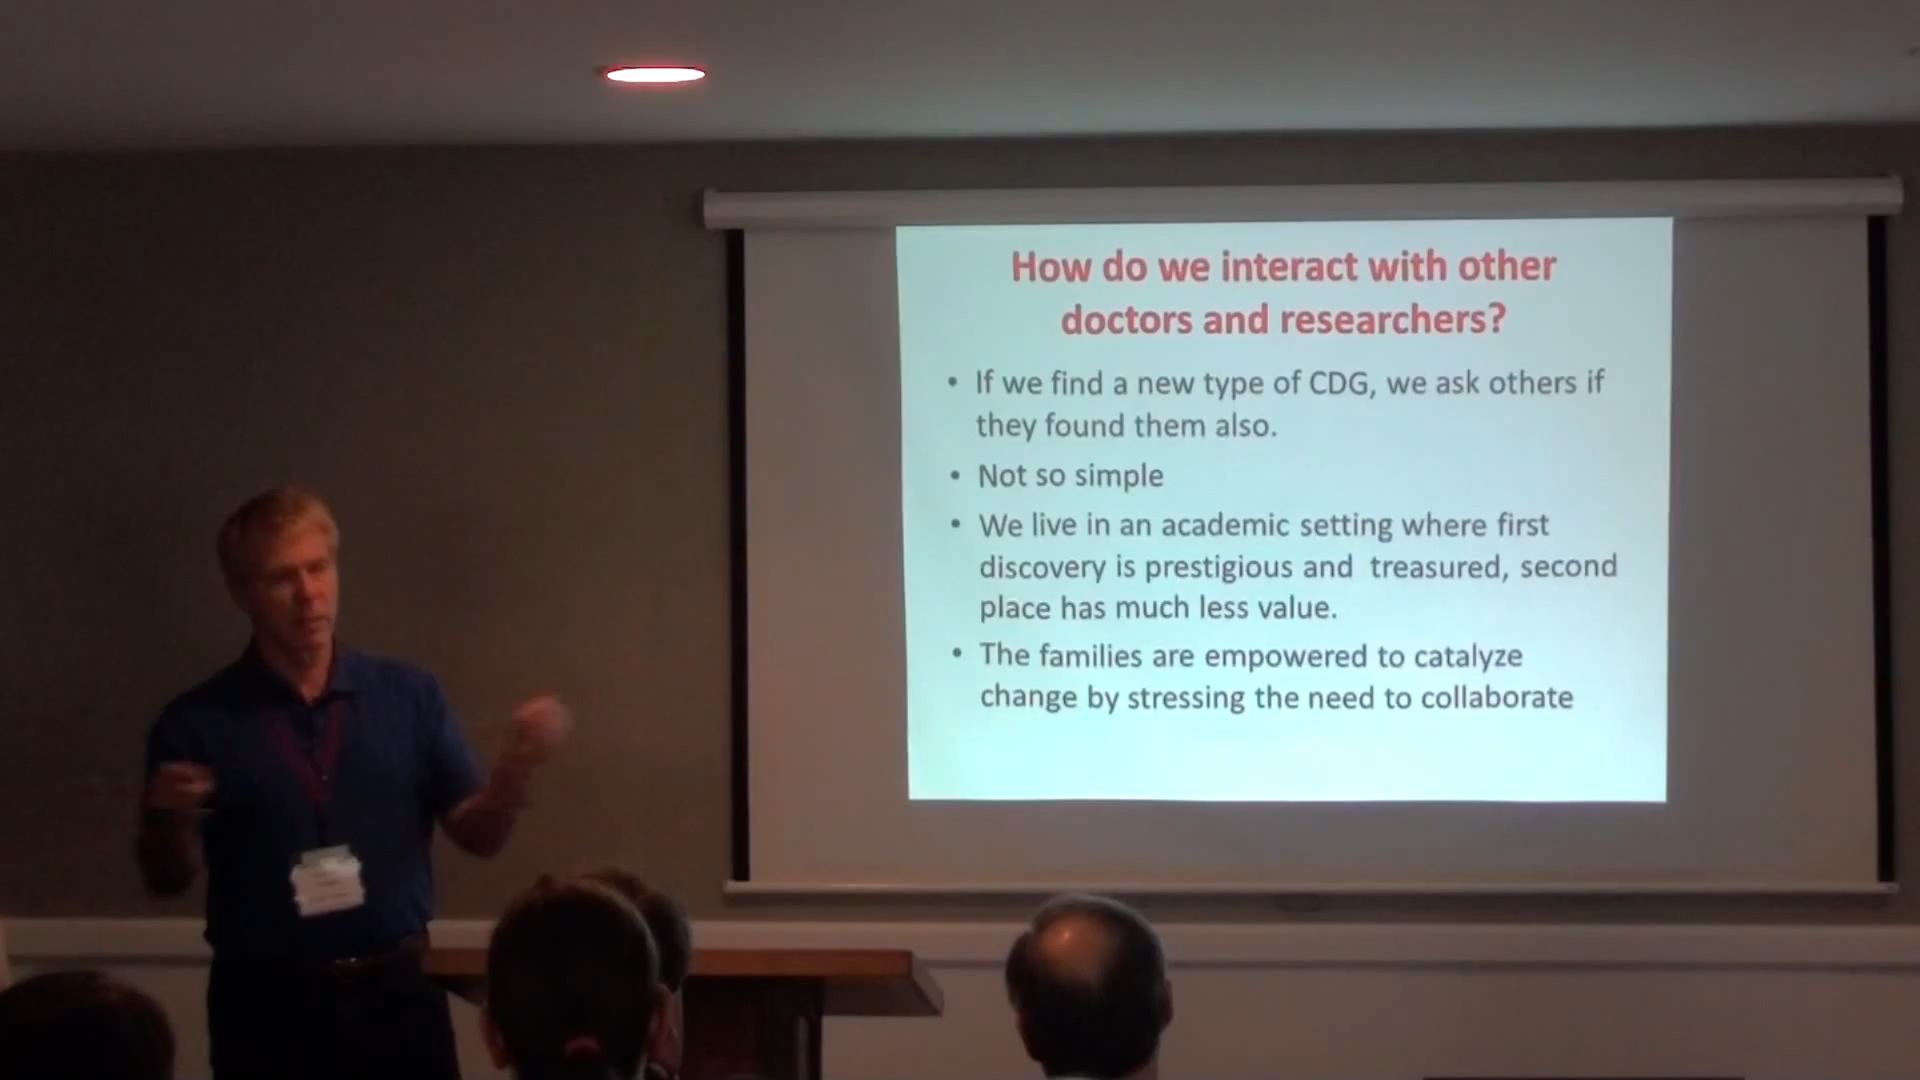 How do we interact with other
doctors and researchers?
• If we find a new type of CDG, we ask others if
they found them also.
• Not so simple
• We live in an academic setting where first
discovery is prestigious and treasured, second
place has much less value.
• The families are empowered to catalyze
change by stressing the need to collaborate